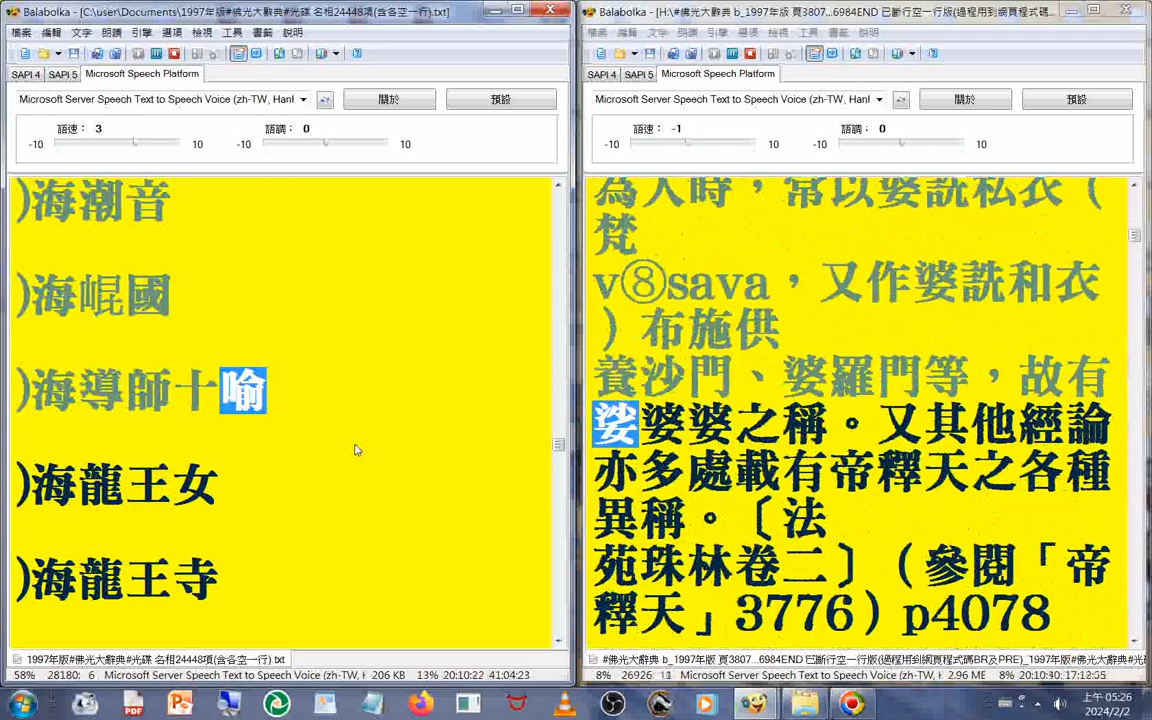 Balabolka - [C:\user\Documents\1997年版#佛光大辭典#光碟 名相24448項(含各空一行).txt]
檔案 編輯 文字 朗讀 引擎 選項 檢視 工具 書籤 說明
SAPI 4 SAPI 5 Microsoft Speech Platform
Microsoft Server Speech Text to Speech Voice (zh-TW, Hanl 關於 預設
語速： 3 語調： 0
-10 10 -10 10
)海潮音
)海崐國
)海導師十喻
)海龍王女
)海龍王寺
1997年版#佛光大辭典#光碟 名相24448項(含各空一行).txt
58% 28180: 6 Microsoft Server Speech Text to Speech Voice (zh-TW, H 206 KB 13% 20:10:22 41:04:23
Balabolka - [H:\#佛光大辭典 b_1997年版 頁3807...6984END 已斷行空一行版(過程用到網頁程式碼...
檔案 編輯 文字 朗讀 引擎 選項 檢視 工具 書籤 說明
SAPI 4 SAPI 5 Microsoft Speech Platform
Microsoft Server Speech Text to Speech Voice (zh-TW, Hanl 關於 預設
語速： -1 語調： 0
-10 10 -10 10
為人時，常以婆詵私衣（
梵
v⑧sava，又作婆詵和衣
）布施供
養沙門、婆羅門等，故有
娑婆婆之稱。又其他經論
亦多處載有帝釋天之各種
異稱。〔法
苑珠林卷二〕（參閱「帝
釋天」3776）p4078
#佛光大辭典 b_1997年版 頁3807...6984END 已斷行空一行版(過程用到網頁程式碼BR及PRE)_1997年版#佛光
8% 26926: 11 Microsoft Server Speech Text to Speech Voice (zh-TW, H 2.96 ME 8% 20:10:40 17:12:55
上午 05:26
2024/2/2